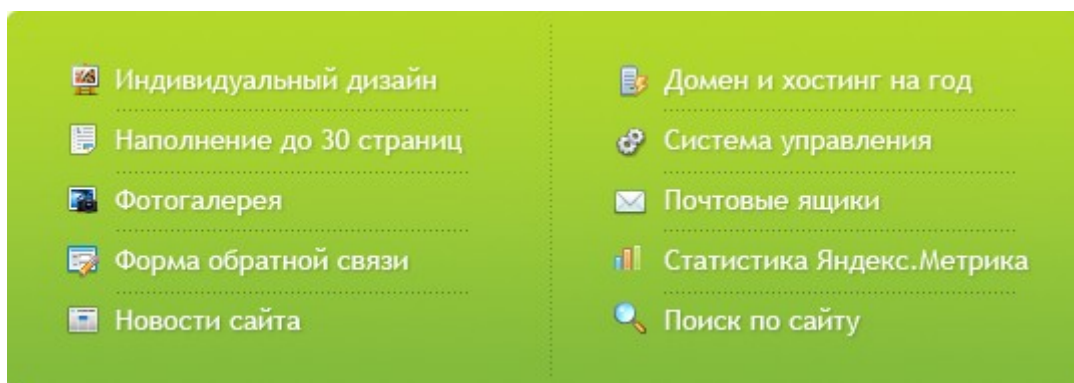 Индивидуальный дизайн
Наполнение до 30 страниц
Фотогалерея
Форма обратной связи
Новости сайта
Домен и хостинг на год
Система управления
Почтовые ящики
Статистика Яндекс.Метрика
Поиск по сайту